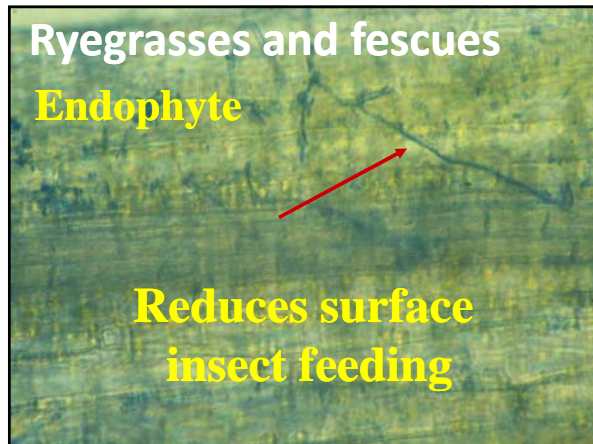 Ryegrasses and fescues
Endophyte
Reduces surface
insect feeding